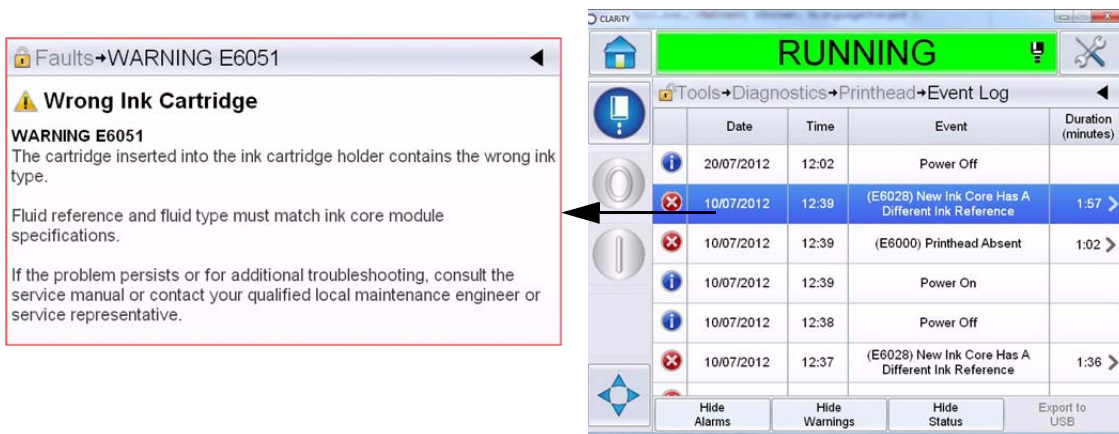 Faults→WARNING E6051
Wrong Ink Cartridge
WARNING E6051
The cartridge inserted into the ink cartridge holder contains the wrong ink
type.
Fluid reference and fluid type must match ink core module
specifications.
If the problem persists or for additional troubleshooting, consult the
service manual or contact your qualified local maintenance engineer or
service representative.
CLARiTY
RUNNING
Tools→Diagnostics→Printhead→Event Log
Date Time Event Duration
(minutes)
20/07/2012 12:02 Power Off
10/07/2012 12:39 (E6028) New Ink Core Has A
Different Ink Reference 1:57
10/07/2012 12:39 (E6000) Printhead Absent 1:02
10/07/2012 12:39 Power On
10/07/2012 12:38 Power Off
10/07/2012 12:37 (E6028) New Ink Core Has A
Different Ink Reference 1:36
Hide
Alarms
Hide
Warnings
Hide
Status
Export to
USB